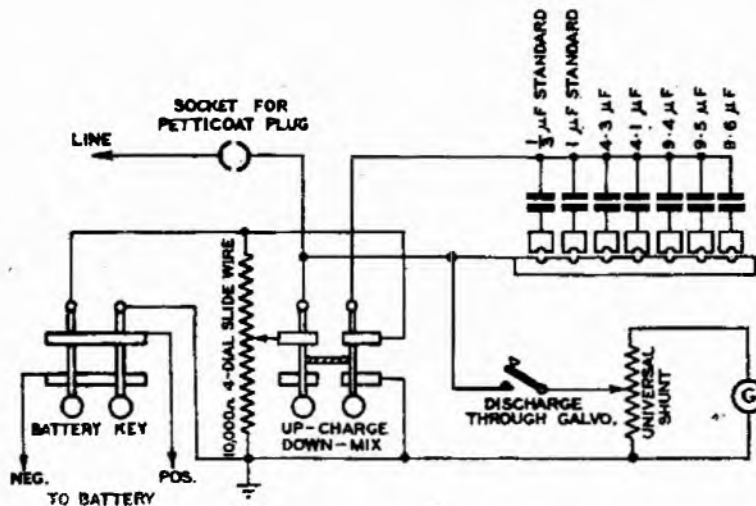 SOCKET FOR
PETTICOAT PLUG
LINE
1/3 μF STANDARD
1 μF STANDARD
4·3 μF
4·1 μF
9·4 μF
9·5 μF
9·6 μF
10,000Ω 4-DIAL SLIDE WIRE
BATTERY KEY
UP-CHARGE
DOWN-MIX
DISCHARGE
THROUGH GALVO.
UNIVERSAL
SHUNT
G
NEG.
POS.
TO BATTERY